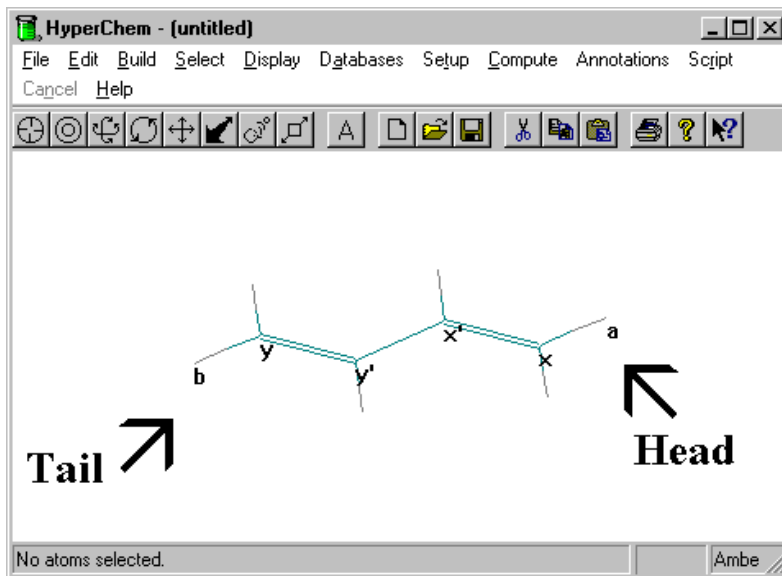 HyperChem - (untitled)
File Edit Build Select Display Databases Setup Compute Annotations Script
Cancel Help
A
x'
a
y
x
b
y'
Tail
Head
No atoms selected.
Ambe